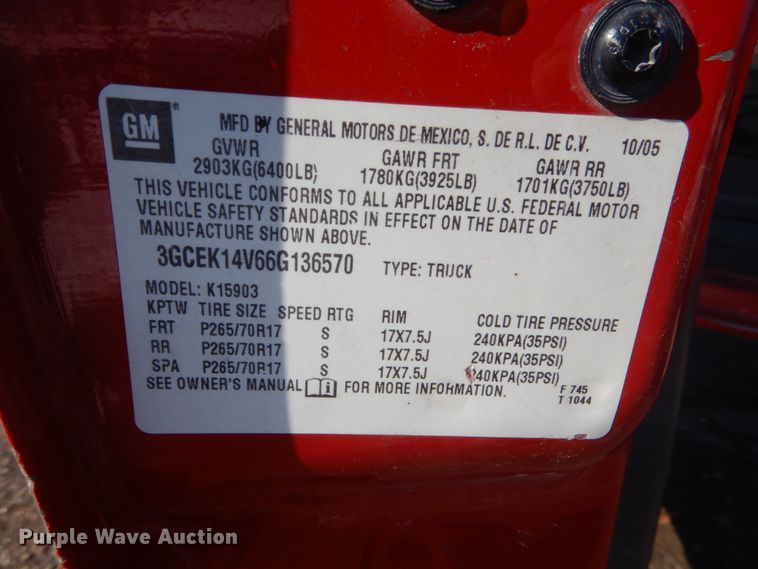 GM ® MFD BY GENERAL MOTORS DE MEXICO, S. DE R.L. DE C.V. 10/05
GVWR GAWR FRT GAWR RR
2903KG(6400LB) 1780KG(3925LB) 1701KG(3750LB)
THIS VEHICLE CONFORMS TO ALL APPLICABLE U.S. FEDERAL MOTOR
VEHICLE SAFETY STANDARDS IN EFFECT ON THE DATE OF
MANUFACTURE SHOWN ABOVE.
3GCEK14V66G136570 TYPE: TRUCK
MODEL: K15903
KPTW TIRE SIZE SPEED RTG RIM COLD TIRE PRESSURE
FRT P265/70R17 S 17X7.5J 240KPA(35PSI)
RR P265/70R17 S 17X7.5J 240KPA(35PSI)
SPA P265/70R17 S 17X7.5J 240KPA(35PSI)
SEE OWNER'S MANUAL i FOR MORE INFORMATION.
F 745
T 1044
Purple Wave Auction